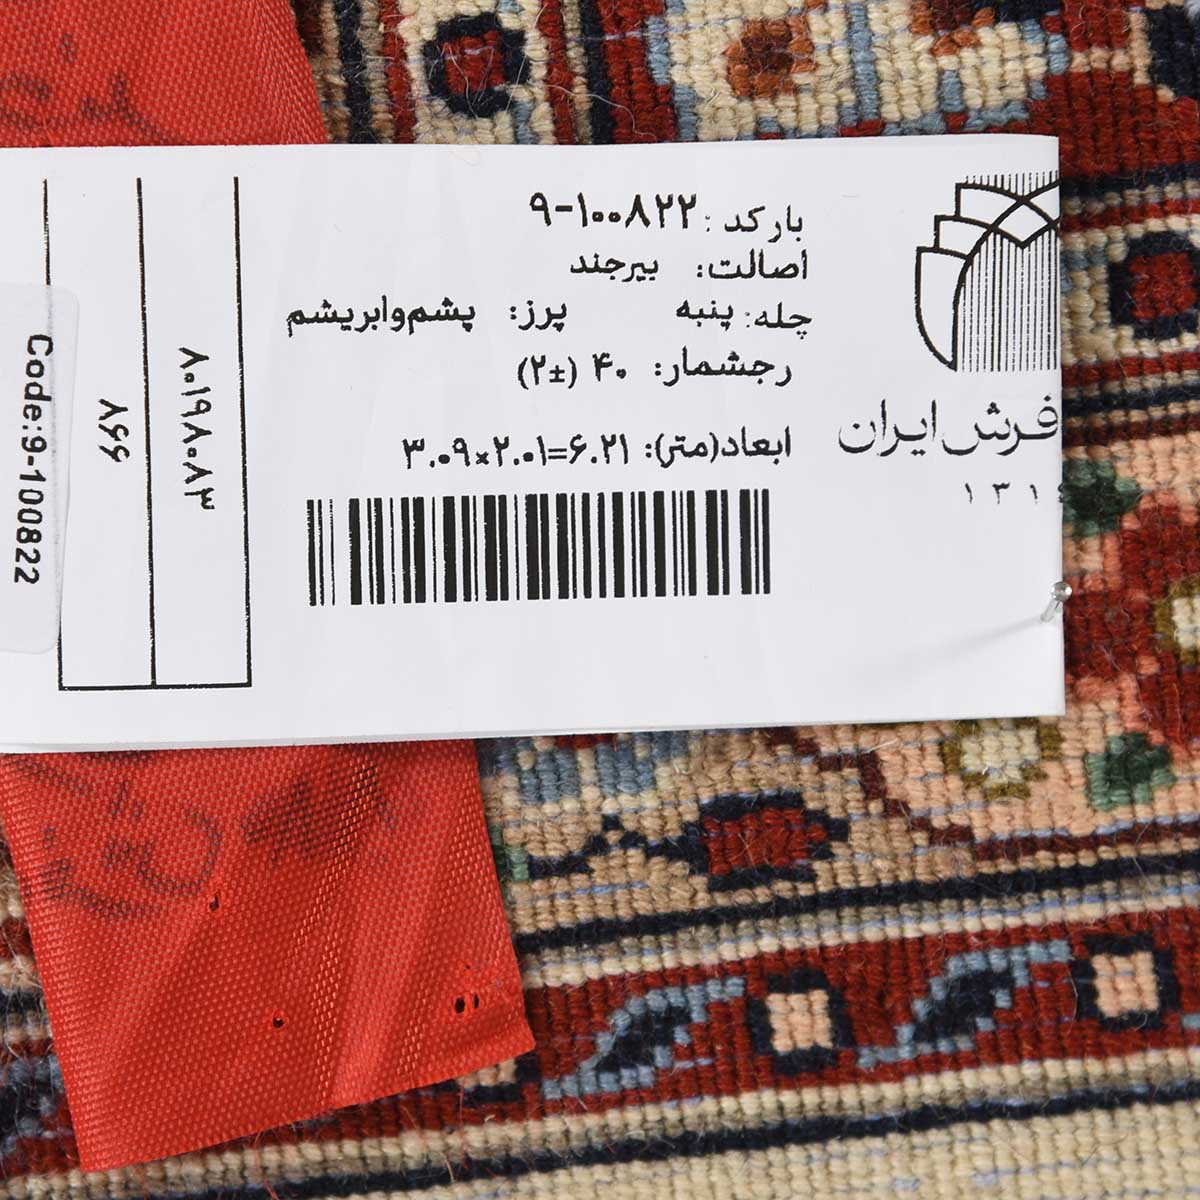 بارکد: ۹-۱۰۰۸۲۲
اصالت: بیرجند
چله: پنبه پرز: پشم‌وابریشم
رجشمار: ۴۰ (±۲)
ابعاد(متر): ۳.۰۹×۲.۰۱=۶.۲۱
فرش ایران
۱۳۱
۸۰۱۹۸۰۸۳
۸۶۶
Code:9-100822